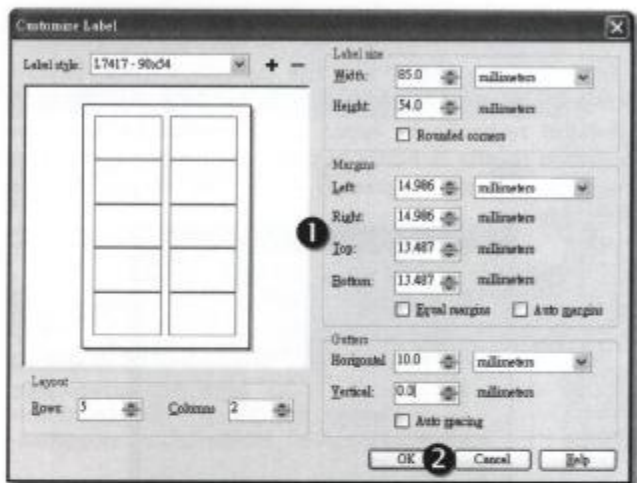 Customize Label
Label style: L7417 - 90x54
Label size
Width: 85.0 millimeters
Height: 54.0 millimeters
Rounded corners
Margins
Left: 14.986 millimeters
❶
Right: 14.986 millimeters
Top: 13.487 millimeters
Bottom: 13.487 millimeters
Equal margins Auto margins
Gutters
Horizontal 10.0 millimeters
Vertical: 0.0 millimeters
Auto spacing
Layout
Rows: 5 Columns 2
OK ❷ Cancel Help